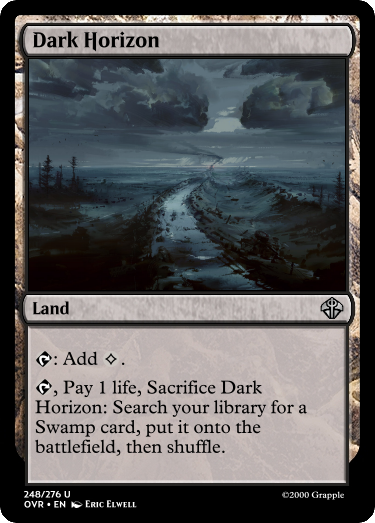 Dark Horizon
Land
: Add .
, Pay 1 life, Sacrifice Dark
Horizon: Search your library for a
Swamp card, put it onto the
battlefield, then shuffle.
248/276 U
OVR • EN Eric Elwell
©2000 Grapple